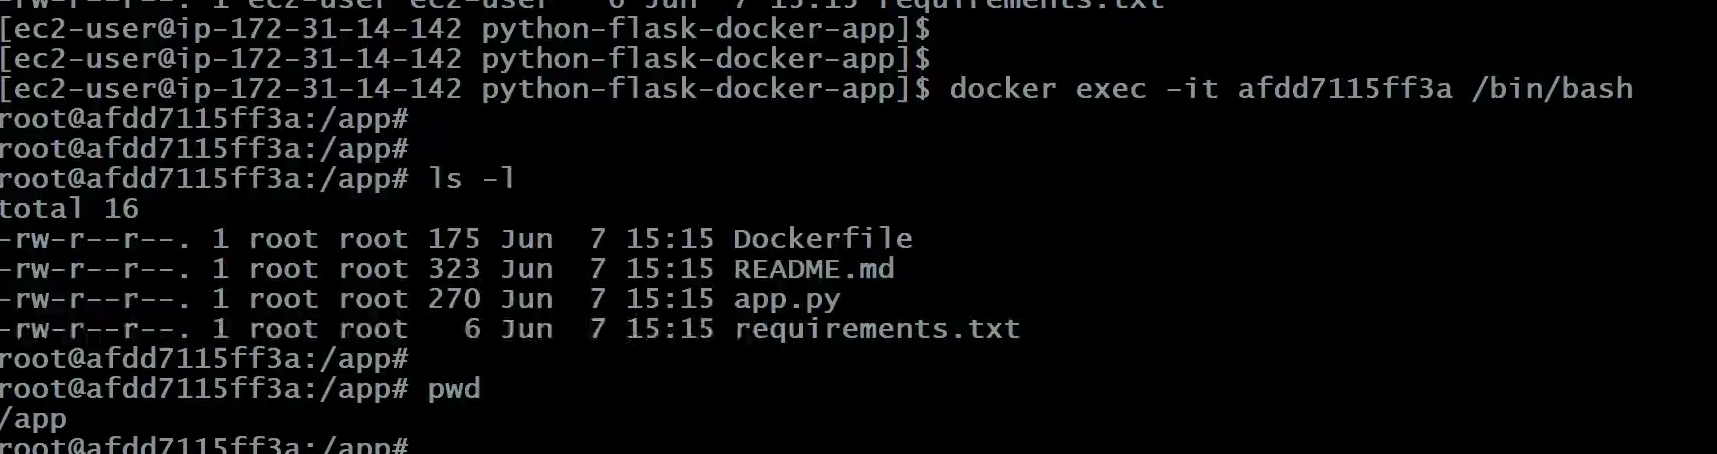 -rw-r--r--. 1 ec2-user ec2-user   6 Jun  7 15:15 requirements.txt
[ec2-user@ip-172-31-14-142 python-flask-docker-app]$
[ec2-user@ip-172-31-14-142 python-flask-docker-app]$
[ec2-user@ip-172-31-14-142 python-flask-docker-app]$ docker exec -it afdd7115ff3a /bin/bash
root@afdd7115ff3a:/app#
root@afdd7115ff3a:/app#
root@afdd7115ff3a:/app# ls -l
total 16
-rw-r--r--. 1 root root 175 Jun  7 15:15 Dockerfile
-rw-r--r--. 1 root root 323 Jun  7 15:15 README.md
-rw-r--r--. 1 root root 270 Jun  7 15:15 app.py
-rw-r--r--. 1 root root   6 Jun  7 15:15 requirements.txt
root@afdd7115ff3a:/app#
root@afdd7115ff3a:/app# pwd
/app
root@afdd7115ff3a:/app#